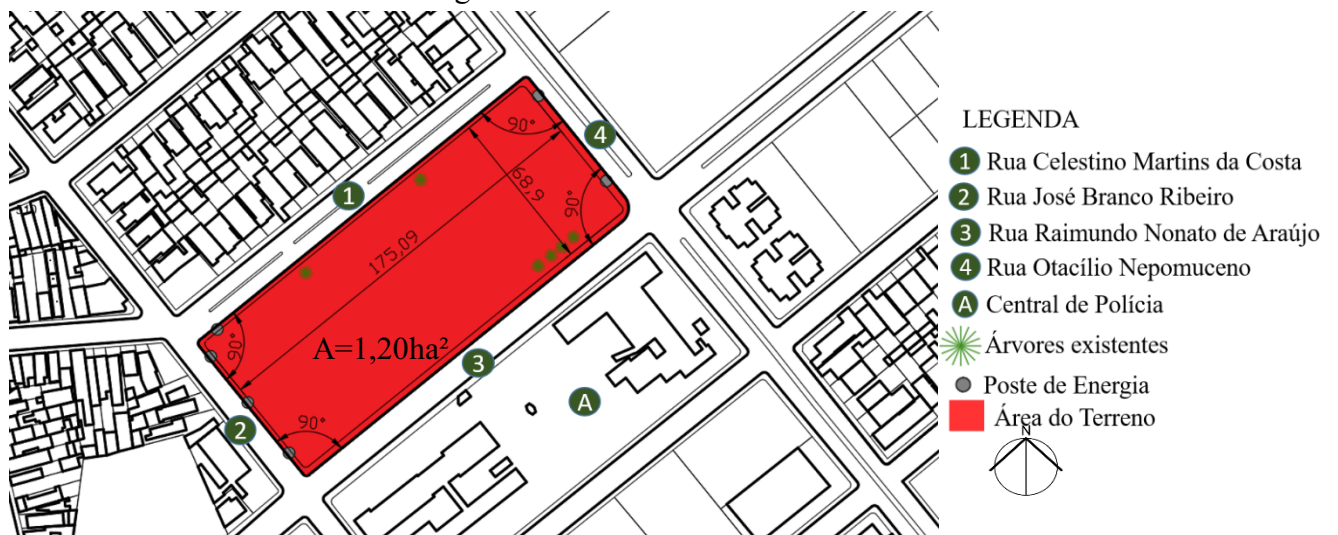 1
2
3
4
A
90°
90°
90°
90°
68,9
175,09
A=1,20ha²
LEGENDA
1 Rua Celestino Martins da Costa
2 Rua José Branco Ribeiro
3 Rua Raimundo Nonato de Araújo
4 Rua Otacílio Nepomuceno
A Central de Polícia
Árvores existentes
Poste de Energia
Área do Terreno
N